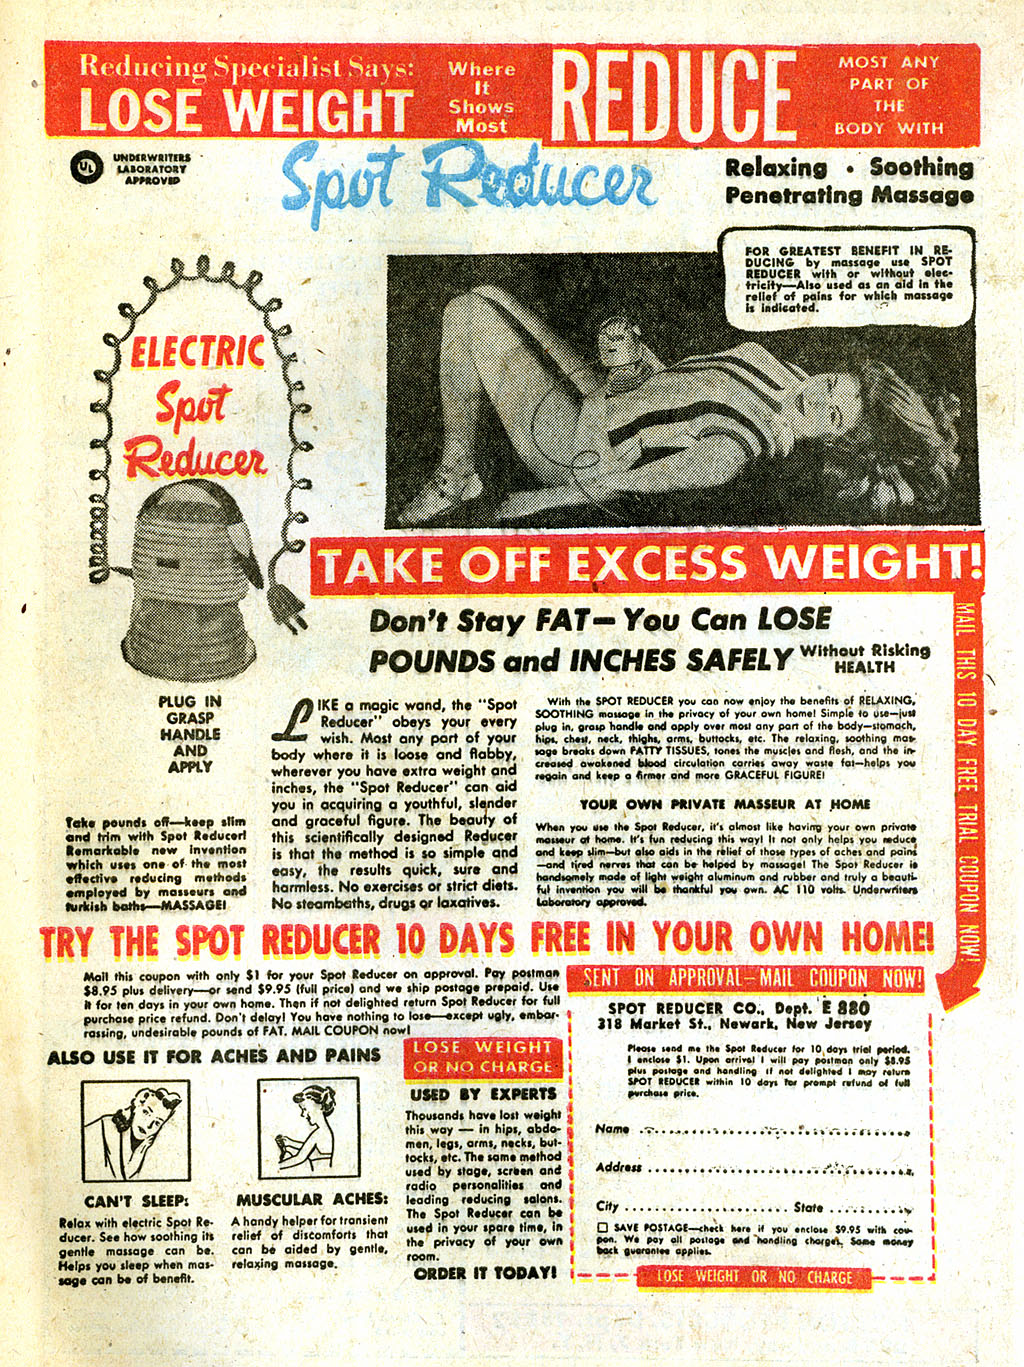 Reducing Specialist Says:
LOSE WEIGHT
Where
It
Shows
Most
REDUCE
MOST ANY
PART OF
THE
BODY WITH
UL
UNDERWRITERS
LABORATORY
APPROVED
Spot Reducer
Relaxing • Soothing
Penetrating Massage
FOR GREATEST BENEFIT IN RE-
DUCING by massage use SPOT
REDUCER with or without elec-
tricity—Also used as an aid in the
relief of pains for which massage
is indicated.
ELECTRIC
Spot
Reducer
PLUG IN
GRASP
HANDLE
AND
APPLY
Take pounds off—keep slim
and trim with Spot Reducer!
Remarkable new invention
which uses one of the most
effective reducing methods
employed by masseurs and
turkish baths—MASSAGE!
TAKE OFF EXCESS WEIGHT!
Don't Stay FAT—You Can LOSE
POUNDS and INCHES SAFELY Without Risking
HEALTH
LIKE a magic wand, the "Spot
Reducer" obeys your every
wish. Most any part of your
body where it is loose and flabby,
wherever you have extra weight and
inches, the "Spot Reducer" can aid
you in acquiring a youthful, slender
and graceful figure. The beauty of
this scientifically designed Reducer
is that the method is so simple and
easy, the results quick, sure and
harmless. No exercises or strict diets.
No steambaths, drugs or laxatives.
With the SPOT REDUCER you can now enjoy the benefits of RELAXING,
SOOTHING massage in the privacy of your own home! Simple to use—just
plug in, grasp handle and apply over most any part of the body—stomach,
hips, chest, neck, thighs, arms, buttocks, etc. The relaxing, soothing mas-
sage breaks down FATTY TISSUES, tones the muscles and flesh, and the in-
creased awakened blood circulation carries away waste fat—helps you
regain and keep a firmer and more GRACEFUL FIGURE!
YOUR OWN PRIVATE MASSEUR AT HOME
When you use the Spot Reducer, it's almost like having your own private
masseur at home. It's fun reducing this way! It not only helps you reduce
and keep slim—but also aids in the relief of those types of aches and pains
—and tired nerves that can be helped by massage! The Spot Reducer is
handsomely made of light weight aluminum and rubber and truly a beauti-
ful invention you will be thankful you own. AC 110 volts. Underwriters
Laboratory approved.
MAIL THIS 10 DAY FREE TRIAL COUPON NOW!
TRY THE SPOT REDUCER 10 DAYS FREE IN YOUR OWN HOME!
Mail this coupon with only $1 for your Spot Reducer on approval. Pay postman
$8.95 plus delivery—or send $9.95 (full price) and we ship postage prepaid. Use
it for ten days in your own home. Then if not delighted return Spot Reducer for full
purchase price refund. Don't delay! You have nothing to lose—except ugly, embar-
rassing, undesirable pounds of FAT. MAIL COUPON now!
ALSO USE IT FOR ACHES AND PAINS
CAN'T SLEEP:
Relax with electric Spot Re-
ducer. See how soothing its
gentle massage can be.
Helps you sleep when mas-
sage can be of benefit.
MUSCULAR ACHES:
A handy helper for transient
relief of discomforts that
can be aided by gentle,
relaxing massage.
LOSE WEIGHT
OR NO CHARGE
USED BY EXPERTS
Thousands have lost weight
this way — in hips, abdo-
men, legs, arms, necks, but-
tocks, etc. The same method
used by stage, screen and
radio personalities and
leading reducing salons.
The Spot Reducer can be
used in your spare time, in
the privacy of your own
room.
ORDER IT TODAY!
SENT ON APPROVAL—MAIL COUPON NOW!
SPOT REDUCER CO., Dept. E 880
318 Market St., Newark, New Jersey
Please send me the Spot Reducer for 10 days trial period.
I enclose $1. Upon arrival I will pay postman only $8.95
plus postage and handling if not delighted I may return
SPOT REDUCER within 10 days for prompt refund of full
purchase price.
Name
Address
City State
SAVE POSTAGE—check here if you enclose $9.95 with cou-
pon. We pay all postage and handling charges. Same money
back guarantee applies.
LOSE WEIGHT OR NO CHARGE